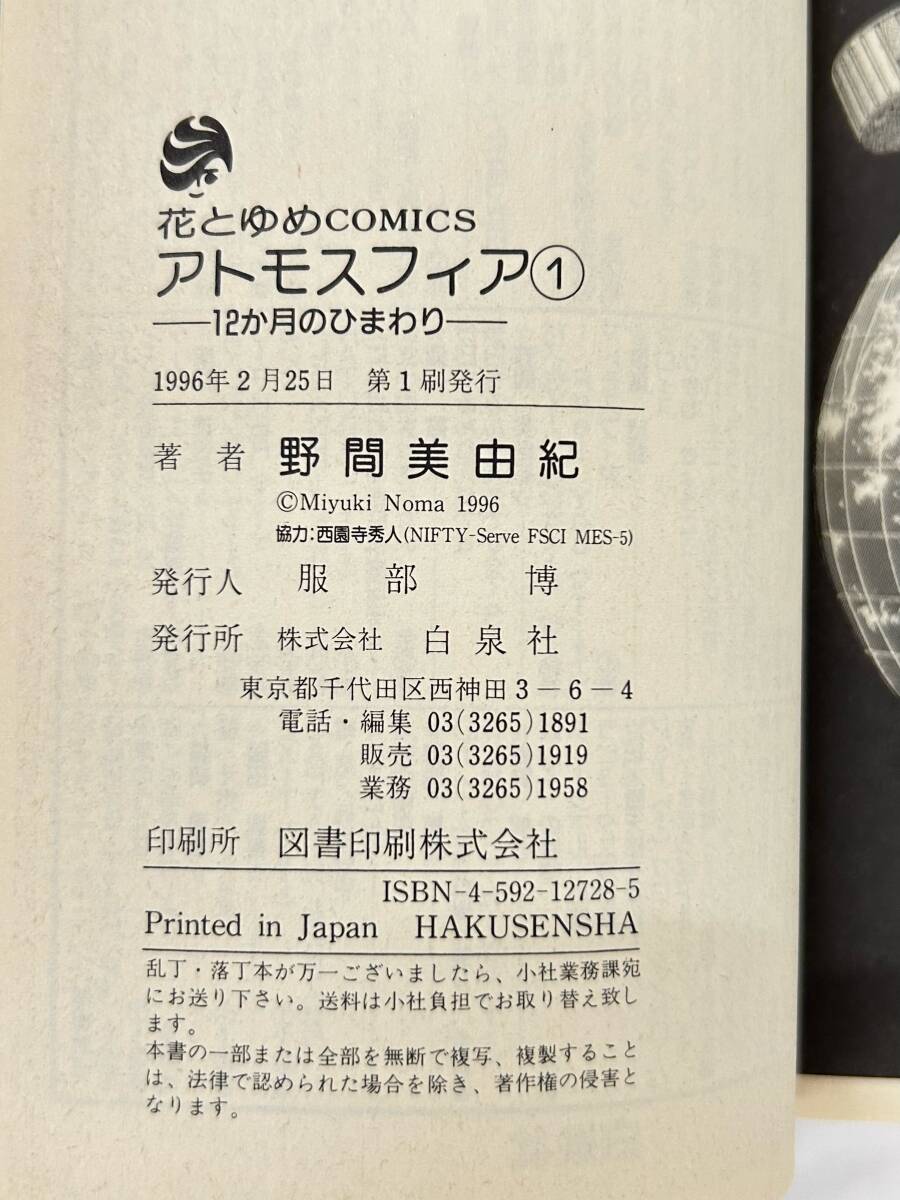 花とゆめCOMICS
アトモスフィア①
―12か月のひまわり―
1996年2月25日 第1刷発行
著者 野間美由紀
©Miyuki Noma 1996
協力:西園寺秀人(NIFTY-Serve FSCI MES-5)
発行人 服部 博
発行所 株式会社 白泉社
東京都千代田区西神田3-6-4
電話・編集 03(3265)1891
販売 03(3265)1919
業務 03(3265)1958
印刷所 図書印刷株式会社
ISBN-4-592-12728-5
Printed in Japan HAKUSENSHA
乱丁・落丁本が万一ございましたら、小社業務課宛
にお送り下さい。送料は小社負担でお取り替え致し
ます。
本書の一部または全部を無断で複写、複製すること
は、法律で認められた場合を除き、著作権の侵害と
なります。